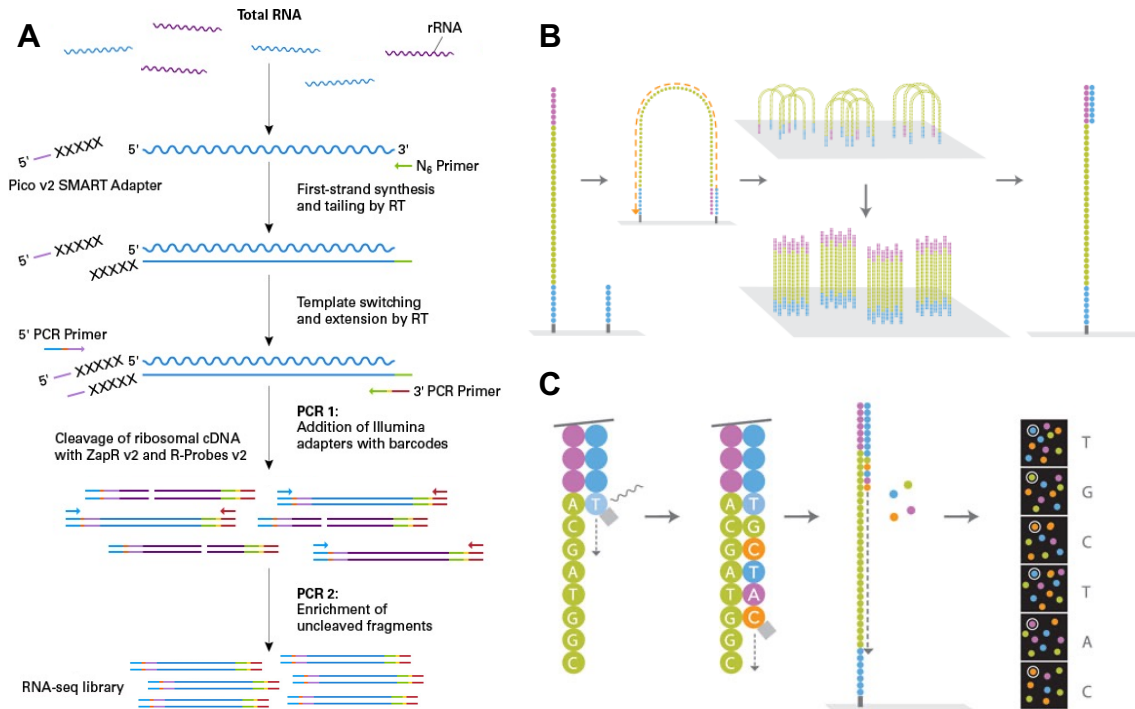 A
Total RNA
rRNA
5' XXXXX
5'
3'
N6 Primer
Pico v2 SMART Adapter
First-strand synthesis
and tailing by RT
5' XXXXX
5'
XXXXX
Template switching
and extension by RT
5' PCR Primer
5' XXXXX
5'
XXXXX
3' PCR Primer
PCR 1:
Addition of Illumina
adapters with barcodes
Cleavage of ribosomal cDNA
with ZapR v2 and R-Probes v2
PCR 2:
Enrichment of
uncleaved fragments
RNA-seq library
B
C
A T
C
G
A
T
G
G
C
A T
C G
G C
A T
T A
G C
G
C
T
G
C
T
A
C